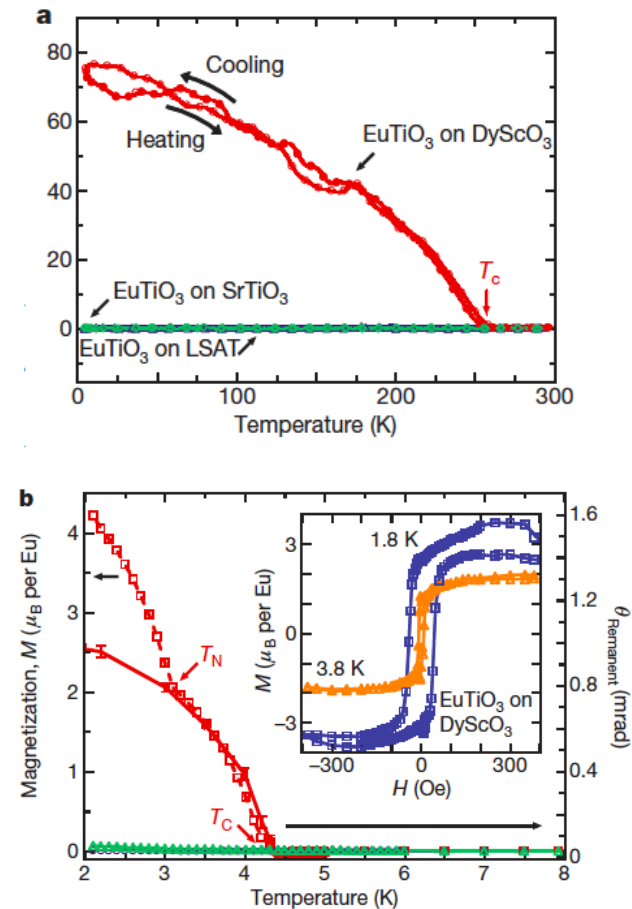 a
80
60
40
20
0
Cooling
Heating
EuTiO₃ on DyScO₃
EuTiO₃ on SrTiO₃
EuTiO₃ on LSAT
Tc
0 100 200 300
Temperature (K)
b
Magnetization, M (μB per Eu)
4
3
2
1
0
TN
TC
2 3 4 5 6 7 8
Temperature (K)
1.6
1.2
0.8
0.4
0
θRemanent (mrad)
M (μB per Eu)
3
0
−3
1.8 K
3.8 K
EuTiO₃ on
DyScO₃
−300 0 300
H (Oe)